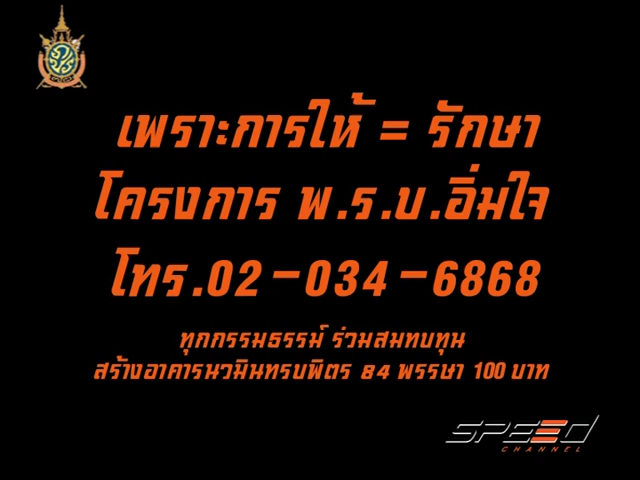 เพราะการให้ = รักษา
โครงการ พ.ร.บ.อิ่มใจ
โทร.02-034-6868
ทุกกรรมธรรม์ ร่วมสมทบทุน
สร้างอาคารนวมินทรบพิตร 84 พรรษา 100 บาท
SPEED
CHANNEL